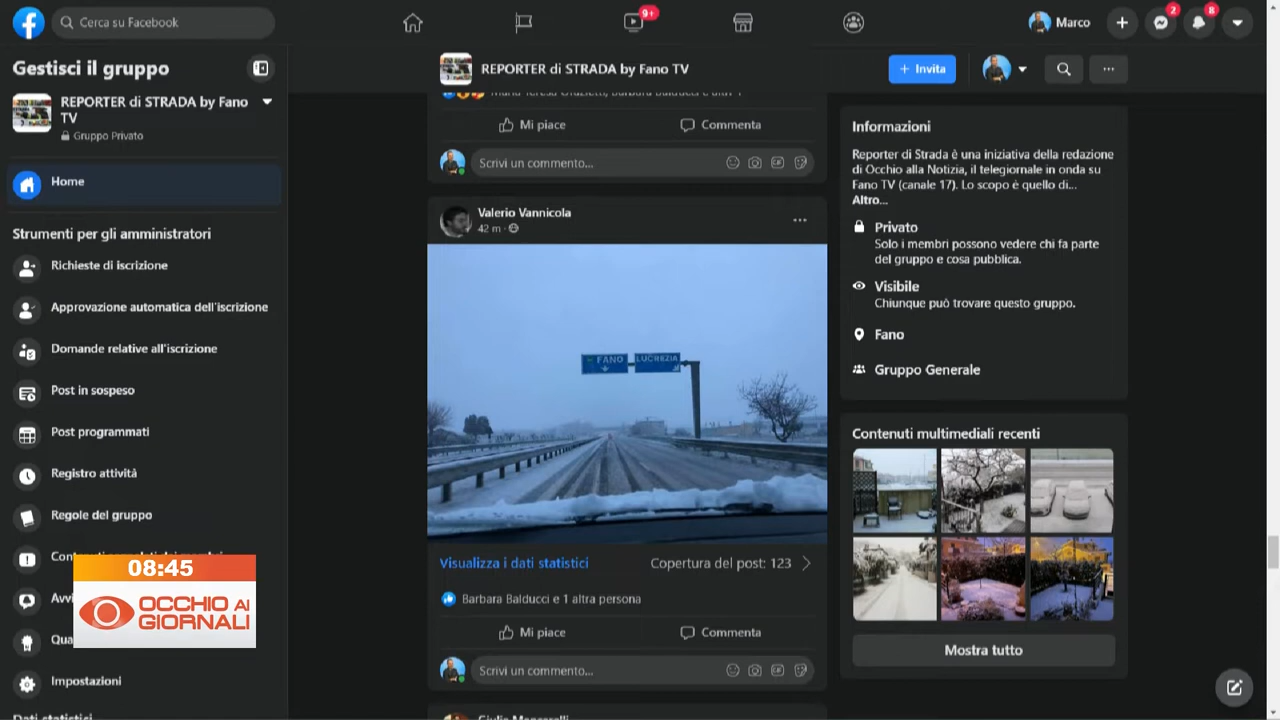 Cerca su Facebook
9+
Marco
2
8
Gestisci il gruppo
REPORTER di STRADA by Fano TV
+ Invita
REPORTER di STRADA by Fano
TV
Gruppo Privato
Home
Strumenti per gli amministratori
Richieste di iscrizione
Approvazione automatica dell'iscrizione
Domande relative all'iscrizione
Post in sospeso
Post programmati
Registro attività
Regole del gruppo
Impostazioni
08:45
OCCHIO AI
GIORNALI
Mi piace
Commenta
Scrivi un commento...
Valerio Vannicola
42 m
FANO
LUCREZIA
Visualizza i dati statistici
Copertura del post: 123
Barbara Balducci e 1 altra persona
Mi piace
Commenta
Scrivi un commento...
Informazioni
Reporter di Strada è una iniziativa della redazione
di Occhio alla Notizia, il telegiornale in onda su
Fano TV (canale 17). Lo scopo è quello di...
Altro...
Privato
Solo i membri possono vedere chi fa parte
del gruppo e cosa pubblica.
Visibile
Chiunque può trovare questo gruppo.
Fano
Gruppo Generale
Contenuti multimediali recenti
Mostra tutto